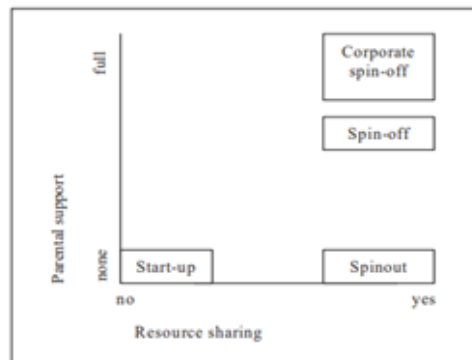 full
Corporate
spin-off
Spin-off
Parental support
none
Start-up
Spinout
no
yes
Resource sharing